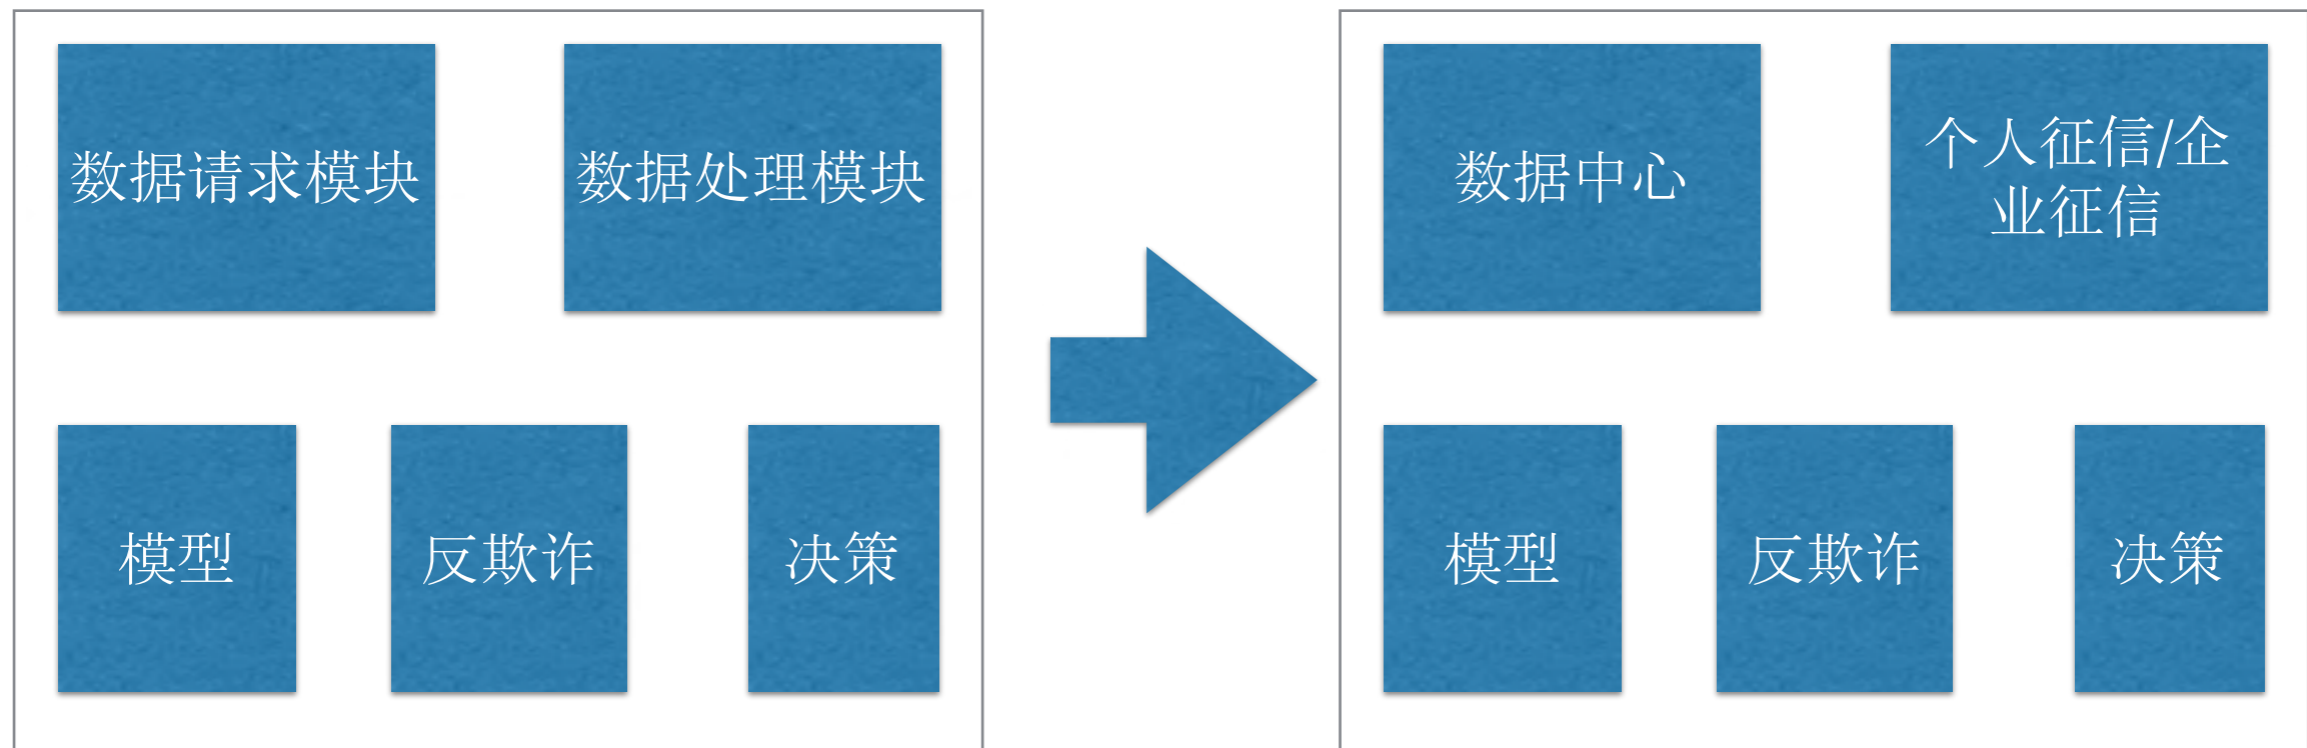 数据请求模块
数据处理模块
模型
反欺诈
决策
数据中心
个人征信/企
业征信
模型
反欺诈
决策